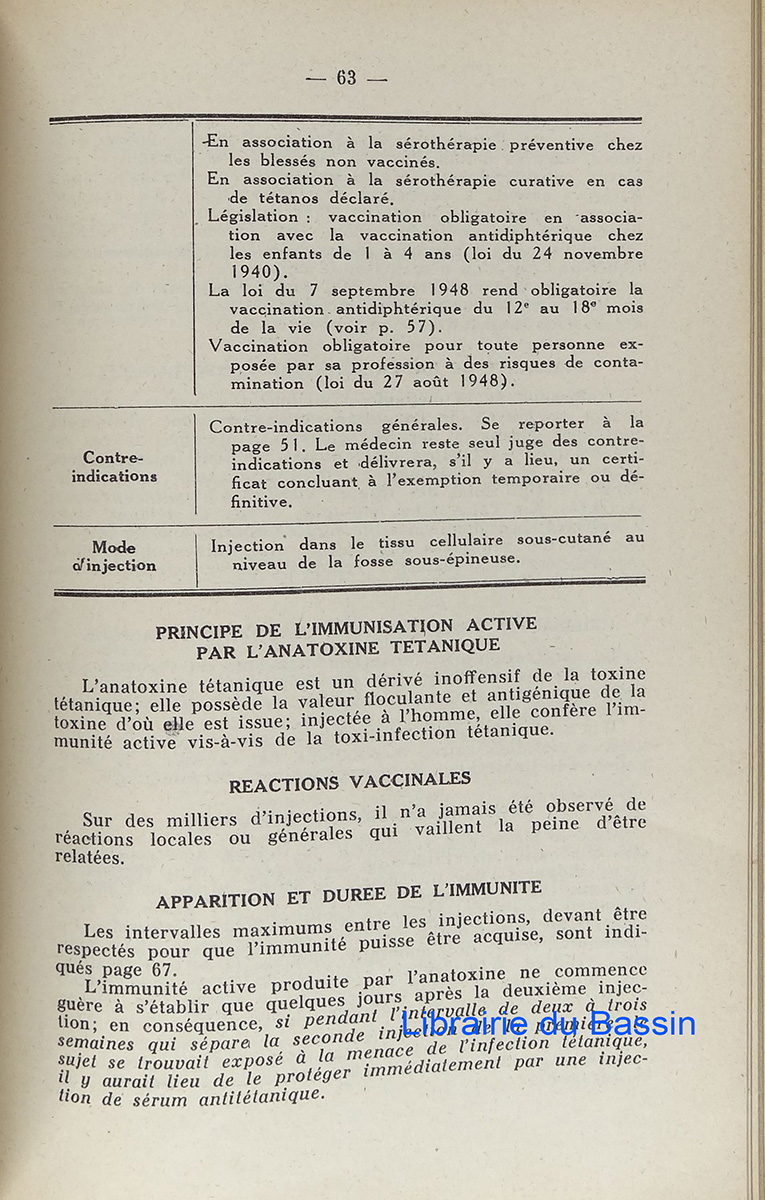 — 63 —
-En association à la sérothérapie préventive chez
les blessés non vaccinés.
En association à la sérothérapie curative en cas
de tétanos déclaré.
Législation : vaccination obligatoire en associa-
tion avec la vaccination antidiphtérique chez
les enfants de 1 à 4 ans (loi du 24 novembre
1940).
La loi du 7 septembre 1948 rend obligatoire la
vaccination antidiphtérique du 12e au 18e mois
de la vie (voir p. 57).
Vaccination obligatoire pour toute personne ex-
posée par sa profession à des risques de conta-
mination (loi du 27 août 1948).
Contre-
indications
Contre-indications générales. Se reporter à la
page 51. Le médecin reste seul juge des contre-
indications et délivrera, s'il y a lieu, un certi-
ficat concluant à l'exemption temporaire ou dé-
finitive.
Mode
d'injection
Injection dans le tissu cellulaire sous-cutané au
niveau de la fosse sous-épineuse.
PRINCIPE DE L'IMMUNISATION ACTIVE
PAR L'ANATOXINE TETANIQUE
L'anatoxine tétanique est un dérivé inoffensif de la toxine
tétanique; elle possède la valeur floculante et antigénique de la
toxine d'où elle est issue; injectée à l'homme, elle confère l'im-
munité active vis-à-vis de la toxi-infection tétanique.
REACTIONS VACCINALES
Sur des milliers d'injections, il n'a jamais été observé de
réactions locales ou générales qui vaillent la peine d'être
relatées.
APPARITION ET DUREE DE L'IMMUNITE
Les intervalles maximums entre les injections, devant être
respectés pour que l'immunité puisse être acquise, sont indi-
qués page 67.
L'immunité active produite par l'anatoxine ne commence
guère à s'établir que quelques jours après la deuxième injec-
tion; en conséquence, si pendant l'intervalle de deux à trois
semaines qui sépare la seconde injection de la première, le
sujet se trouvait exposé à la menace de l'infection tétanique,
il y aurait lieu de le protéger immédiatement par une injec-
tion de sérum antitétanique.
Librairie du Bassin